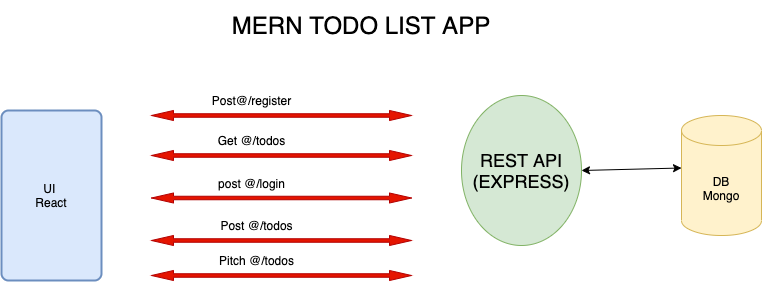 MERN TODO LIST APP
Post@/register
Get @/todos
post @/login
Post @/todos
Pitch @/todos
UI
React
REST API
(EXPRESS)
DB
Mongo